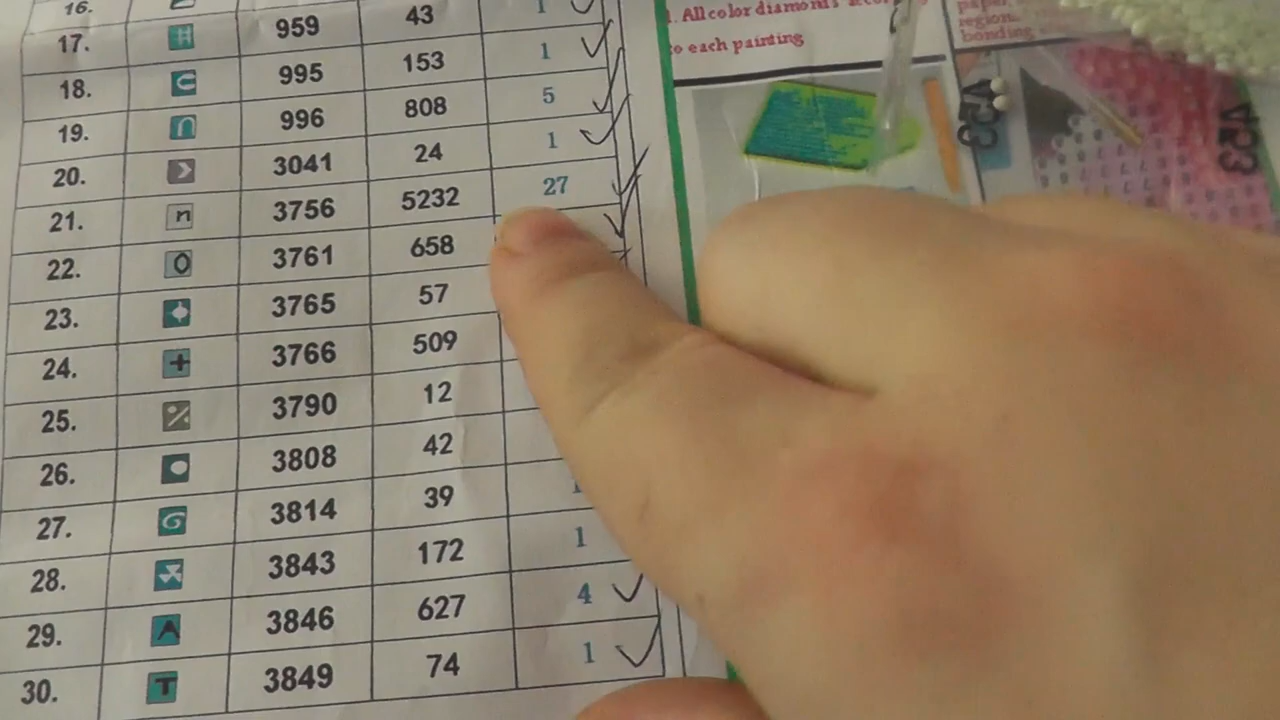 16. 1
17. H 959 43 1
18. 995 153 1
19. n 996 808 5
20. 3041 24 1
21. n 3756 5232 27
22. O 3761 658
23. 3765 57
24. + 3766 509
25. % 3790 12
26. 3808 42
27. G 3814 39 1
28. 3843 172 1
29. A 3846 627 4
30. T 3849 74 1
. All color
to each painting
region.
bonding